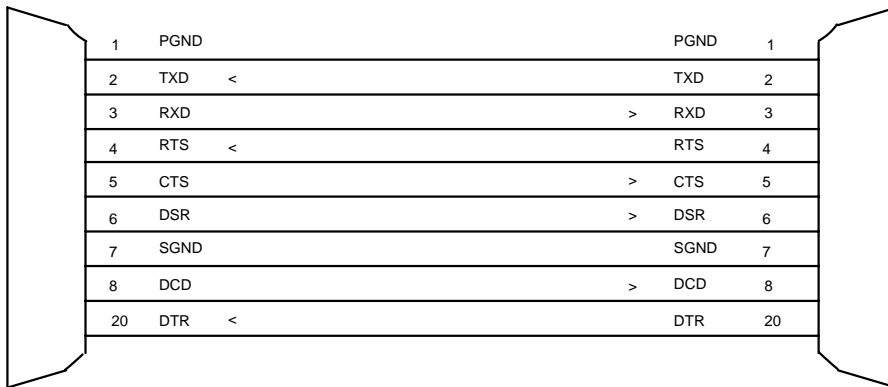 1 PGND PGND 1
2 TXD < TXD 2
3 RXD > RXD 3
4 RTS < RTS 4
5 CTS > CTS 5
6 DSR > DSR 6
7 SGND SGND 7
8 DCD > DCD 8
20 DTR < DTR 20